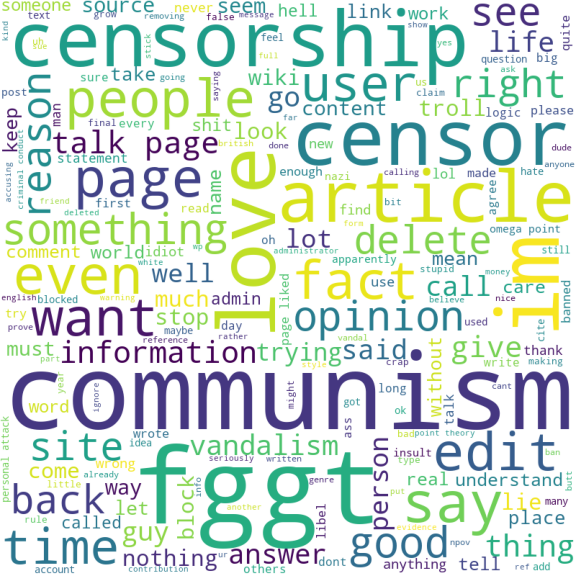 someone source never seem hell link work see
text grow removing false message feel kind uh eve
censorship
yes show stick full
us question big quite
reason people user right life
sure take man going
wiki go content troll logic please
post claim ask
keep talk page shit look new far
saying final every british done dude
statement enough nazi calling lol made hate anyone
accusing criminal conduct
name censor
page love article
first friend deleted read find bit agree
something delete
oh lot mean omega point still
comment world idiot administrator apparently stupid money
wp white form
even well fact call care
blocked use believe nice
english warning page liked vandal used cite banned
try much admin im
want stop day opinion
prove maybe reference rather crap write making
must information trying said give thank
part style without
year ignore might got long ok talk cant
communism
word ass
wrote idea bad point theory ban
site vandalism edit
personal attack
come wrong seriously written genre type insult real understand
already little info another
fggt
back way block person lie many
rule let libel put butt
called guy say place
evidence
time nothing answer good thing
ur dont anything tell
account contribution others npov ref add